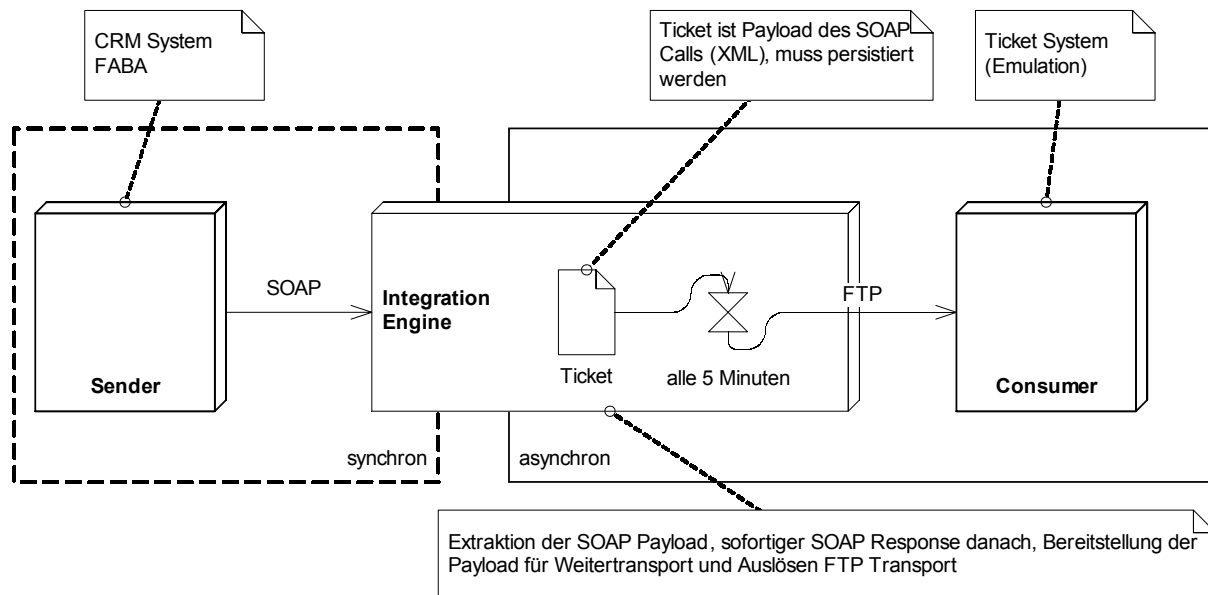 CRM System
FABA
Ticket ist Payload des SOAP
Calls (XML), muss persistiert
werden
Ticket System
(Emulation)
SOAP
Integration
Engine
FTP
Ticket
alle 5 Minuten
Sender
Consumer
synchron
asynchron
Extraktion der SOAP Payload, sofortiger SOAP Response danach, Bereitstellung der
Payload für Weitertransport und Auslösen FTP Transport